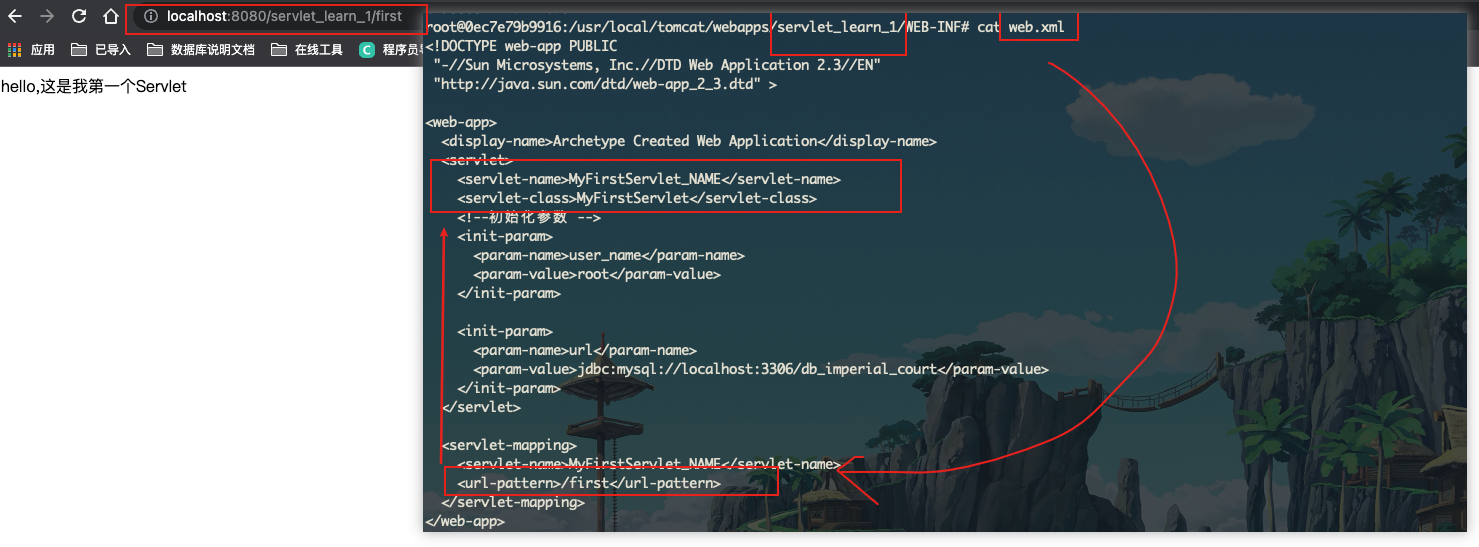 localhost:8080/servlet_learn_1/first
应用 已导入 数据库说明文档 在线工具 程序员
hello,这是我第一个Servlet
root@0ec7e79b9916:/usr/local/tomcat/webapps/servlet_learn_1/WEB-INF# cat web.xml
<!DOCTYPE web-app PUBLIC
"-//Sun Microsystems, Inc.//DTD Web Application 2.3//EN"
"http://java.sun.com/dtd/web-app_2_3.dtd" >
<web-app>
<display-name>Archetype Created Web Application</display-name>
<servlet>
<servlet-name>MyFirstServlet_NAME</servlet-name>
<servlet-class>MyFirstServlet</servlet-class>
<!--初始化参数 -->
<init-param>
<param-name>user_name</param-name>
<param-value>root</param-value>
</init-param>
<init-param>
<param-name>url</param-name>
<param-value>jdbc:mysql://localhost:3306/db_imperial_court</param-value>
</init-param>
</servlet>
<servlet-mapping>
<servlet-name>MyFirstServlet_NAME</servlet-name>
<url-pattern>/first</url-pattern>
</servlet-mapping>
</web-app>